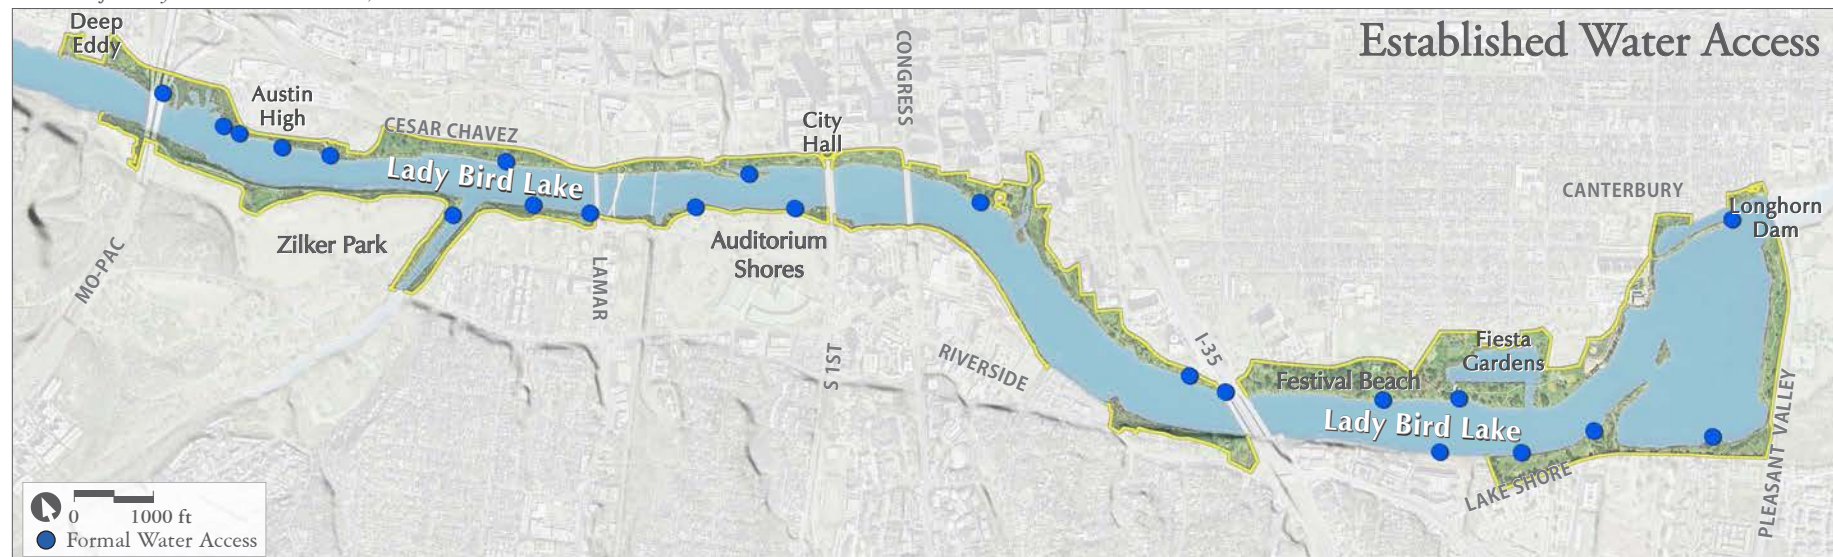 Established Water Access
Deep
Eddy
Austin
High
CESAR CHAVEZ
City
Hall
CONGRESS
Lady Bird Lake
CANTERBURY
Longhorn
Dam
Zilker Park
MO-PAC
LAMAR
Auditorium
Shores
S 1ST
RIVERSIDE
I-35
Fiesta
Gardens
Festival Beach
Lady Bird Lake
LAKE SHORE
PLEASANT VALLEY
0 1000 ft
Formal Water Access